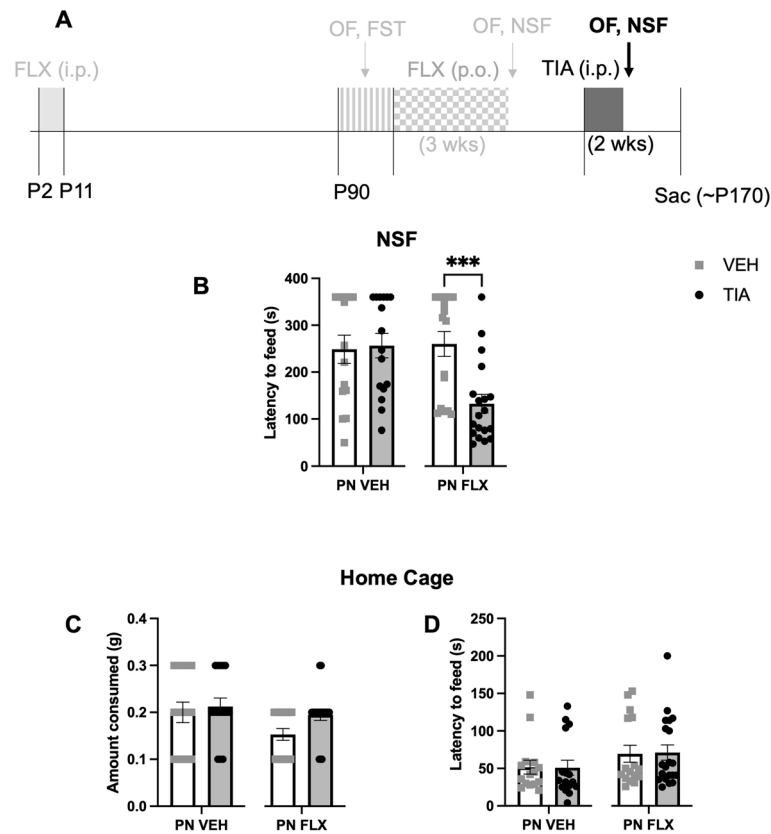 A
OF, FST
OF, NSF
OF, NSF
FLX (i.p.)
FLX (p.o.)
TIA (i.p.)
(3 wks)
(2 wks)
P2 P11
P90
Sac (~P170)
NSF
B
***
VEH
TIA
Latency to feed (s)
400
300
200
100
0
PN VEH
PN FLX
Home Cage
C
Amount consumed (g)
0.4
0.3
0.2
0.1
0.0
PN VEH
PN FLX
D
Latency to feed (s)
250
200
150
100
50
0
PN VEH
PN FLX